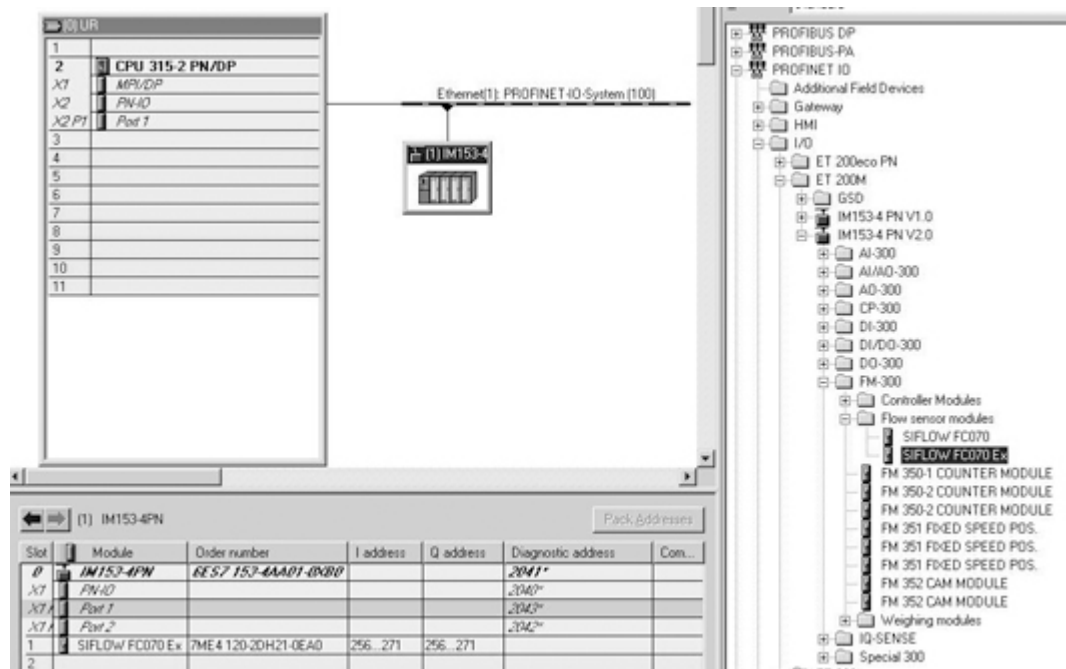 (0) UR
1
2 CPU 315-2 PN/DP
X1 MPI/DP
X2 PN-IO
X2 P1 Port 1
3
4
5
6
7
8
9
10
11
Ethernet(1): PROFINET-IO-System (100)
(1) IM153-4
PROFIBUS DP
PROFIBUS-PA
PROFINET IO
Additional Field Devices
Gateway
HMI
I/O
ET 200eco PN
ET 200M
GSD
IM153-4 PN V1.0
IM153-4 PN V2.0
AI-300
AI/AO-300
AO-300
CP-300
DI-300
DI/DO-300
DO-300
FM-300
Controller Modules
Flow sensor modules
SIFLOW FC070
SIFLOW FC070 Ex
FM 350-1 COUNTER MODULE
FM 350-2 COUNTER MODULE
FM 350-2 COUNTER MODULE
FM 351 FIXED SPEED POS.
FM 351 FIXED SPEED POS.
FM 351 FIXED SPEED POS.
FM 352 CAM MODULE
FM 352 CAM MODULE
Weighing modules
IQ-SENSE
Special 300
(1) IM153-4PN
Pack Addresses
Slot Module Order number I address Q address Diagnostic address Com...
0 IM153-4PN 6ES7 153-4AA01-0XB0 2041*
X1 PN-IO 2040*
X1 Port 1 2043*
X1 Port 2 2042*
1 SIFLOW FC070 Ex 7ME4 120-2DH21-0EA0 256...271 256...271
2